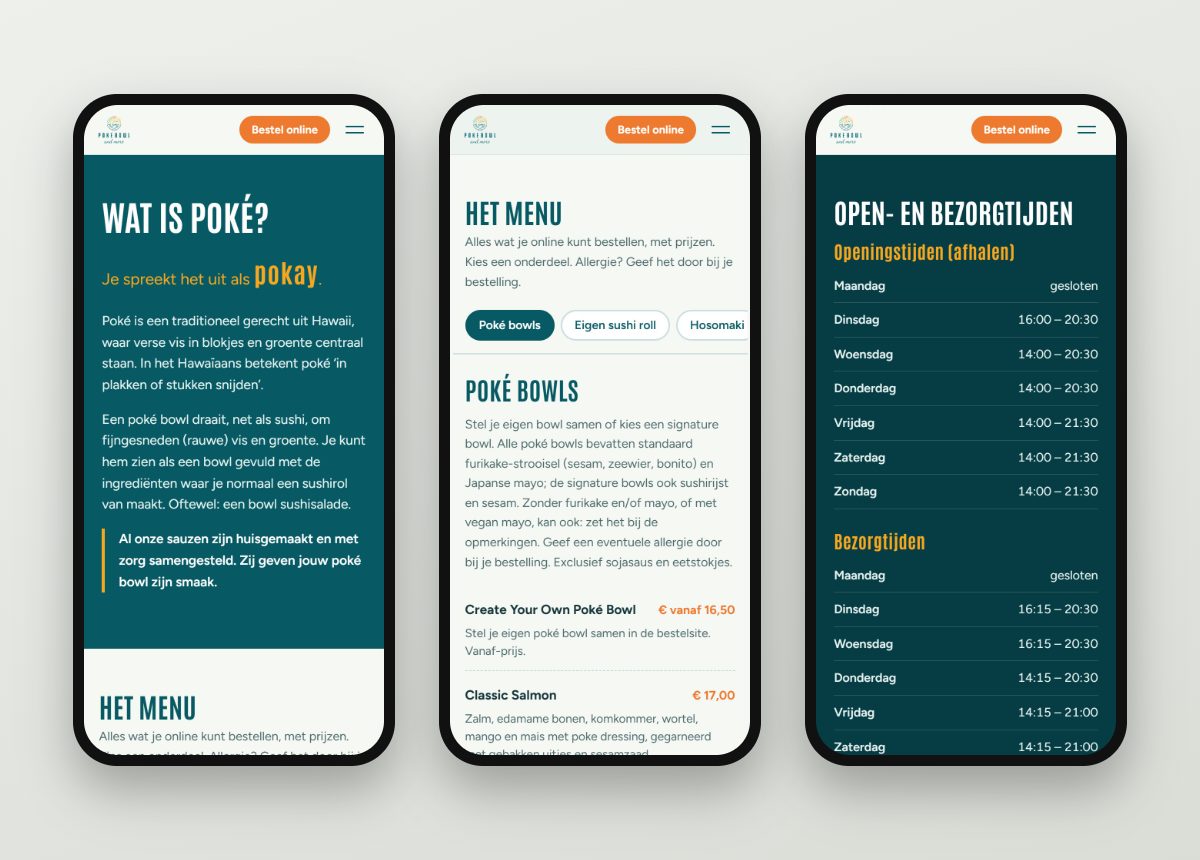 POKEBOWL
and more
Bestel online
WAT IS POKÉ?
Je spreekt het uit als pokay.
Poké is een traditioneel gerecht uit Hawaii,
waar verse vis in blokjes en groente centraal
staan. In het Hawaïaans betekent poké ‘in
plakken of stukken snijden’.
Een poké bowl draait, net als sushi, om
fijngesneden (rauwe) vis en groente. Je kunt
hem zien als een bowl gevuld met de
ingrediënten waar je normaal een sushirol
van maakt. Oftewel: een bowl sushisalade.
Al onze sauzen zijn huisgemaakt en met
zorg samengesteld. Zij geven jouw poké
bowl zijn smaak.
HET MENU
Alles wat je online kunt bestellen, met prijzen.
POKEBOWL
and more
Bestel online
HET MENU
Alles wat je online kunt bestellen, met prijzen.
Kies een onderdeel. Allergie? Geef het door bij je
bestelling.
Poké bowls Eigen sushi roll Hosomaki
POKÉ BOWLS
Stel je eigen bowl samen of kies een signature
bowl. Alle poké bowls bevatten standaard
furikake-strooisel (sesam, zeewier, bonito) en
Japanse mayo; de signature bowls ook sushirijst
en sesam. Zonder furikake en/of mayo, of met
vegan mayo, kan ook: zet het bij de
opmerkingen. Geef een eventuele allergie door
bij je bestelling. Exclusief sojasaus en eetstokjes.
Create Your Own Poké Bowl € vanaf 16,50
Stel je eigen poké bowl samen in de bestelsite.
Vanaf-prijs.
Classic Salmon € 17,00
Zalm, edamame bonen, komkommer, wortel,
mango en mais met poke dressing, gegarneerd
met gebakken uitjes en sesamzaad
POKEBOWL
and more
Bestel online
OPEN- EN BEZORGTIJDEN
Openingstijden (afhalen)
Maandag gesloten
Dinsdag 16:00 – 20:30
Woensdag 14:00 – 20:30
Donderdag 14:00 – 20:30
Vrijdag 14:00 – 21:30
Zaterdag 14:00 – 21:30
Zondag 14:00 – 21:30
Bezorgtijden
Maandag gesloten
Dinsdag 16:15 – 20:30
Woensdag 16:15 – 20:30
Donderdag 14:15 – 20:30
Vrijdag 14:15 – 21:00
Zaterdag 14:15 – 21:00